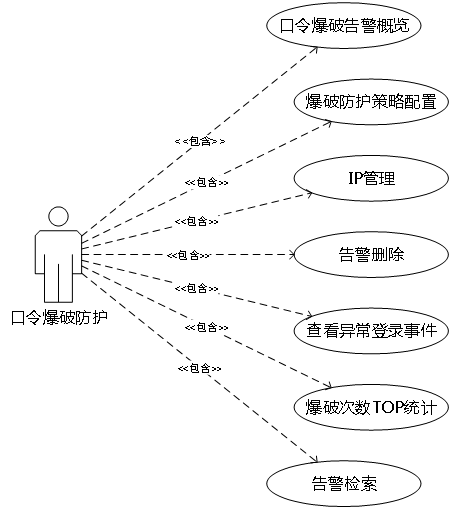 口令爆破告警概览
爆破防护策略配置
<<包含>>
<<包含>>
IP管理
<<包含>>
<<包含>>
告警删除
<<包含>>
口令爆破防护
查看异常登录事件
<<包含>>
<<包含>>
爆破次数TOP统计
告警检索